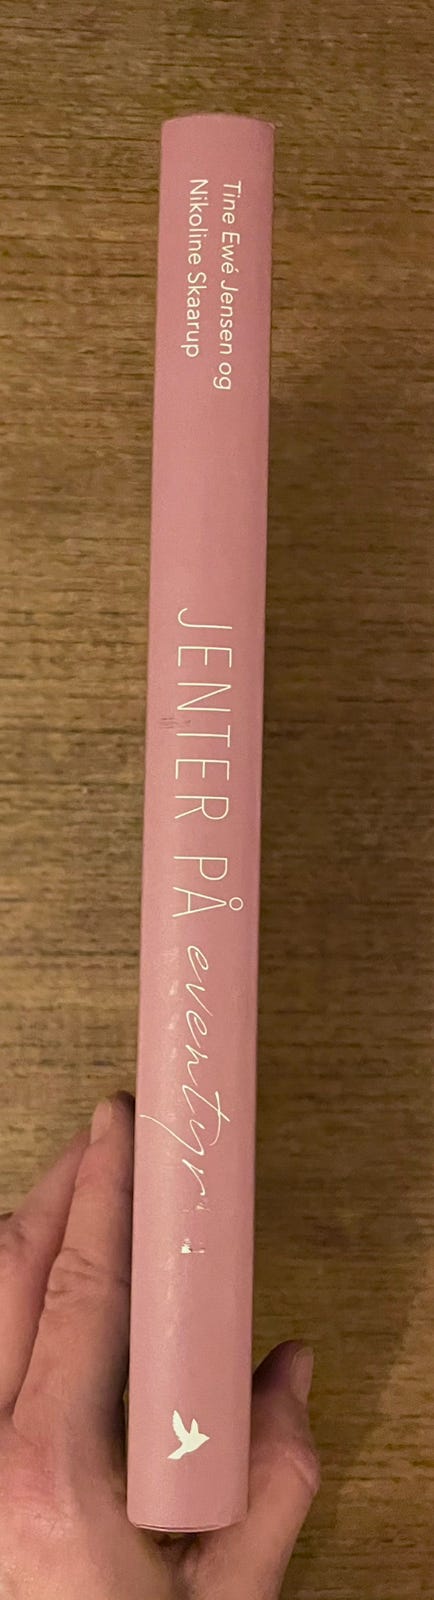 Tine Ewé Jensen og
Nikoline Skaarup
JENTER PÅ eventyr